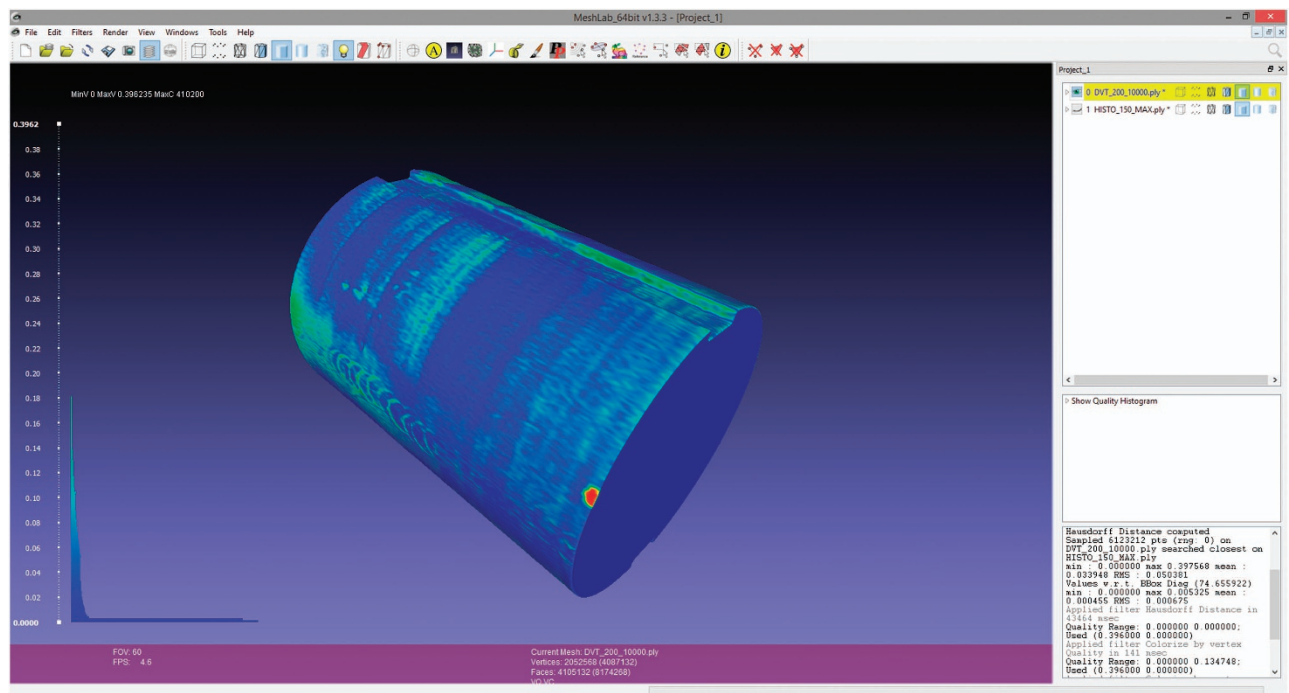 MeshLab_64bit v1.3.3 - [Project_1]
File Edit Filters Render View Windows Tools Help
MinV 0 MaxV 0.396235 MaxC 410200
0.3962
0.38
0.36
0.34
0.32
0.30
0.28
0.26
0.24
0.22
0.20
0.18
0.16
0.14
0.12
0.10
0.08
0.06
0.04
0.02
0.0000
FOV: 60
FPS: 4.6
Current Mesh: DVT_200_10000.ply
Vertices: 2052568 (4087132)
Faces: 4105132 (8174268)
VQ VC
Project_1
0 DVT_200_10000.ply *
1 HISTO_150_MAX.ply *
Show Quality Histogram
Hausdorff Distance computed
Sampled 6123212 pts (rng: 0) on
DVT_200_10000.ply searched closest on
HISTO_150_MAX.ply
min : 0.000000 max 0.397568 mean :
0.033948 RMS : 0.050381
Values w.r.t. BBox Diag (74.655922)
min : 0.000000 max 0.005325 mean :
0.000455 RMS : 0.000675
Applied filter Hausdorff Distance in
43464 msec
Quality Range: 0.000000 0.000000;
Used (0.396000 0.000000)
Applied filter Colorize by vertex
Quality in 141 msec
Quality Range: 0.000000 0.134748;
Used (0.396000 0.000000)